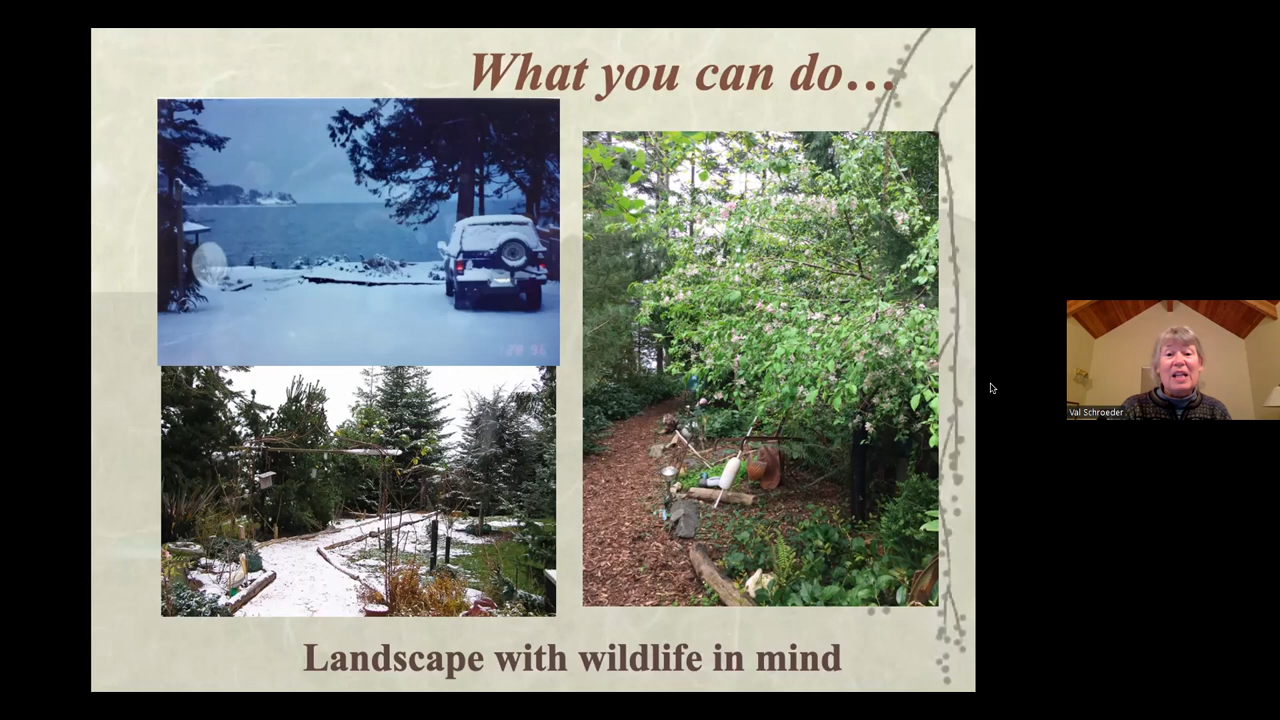 What you can do…
Landscape with wildlife in mind
Val Schroeder